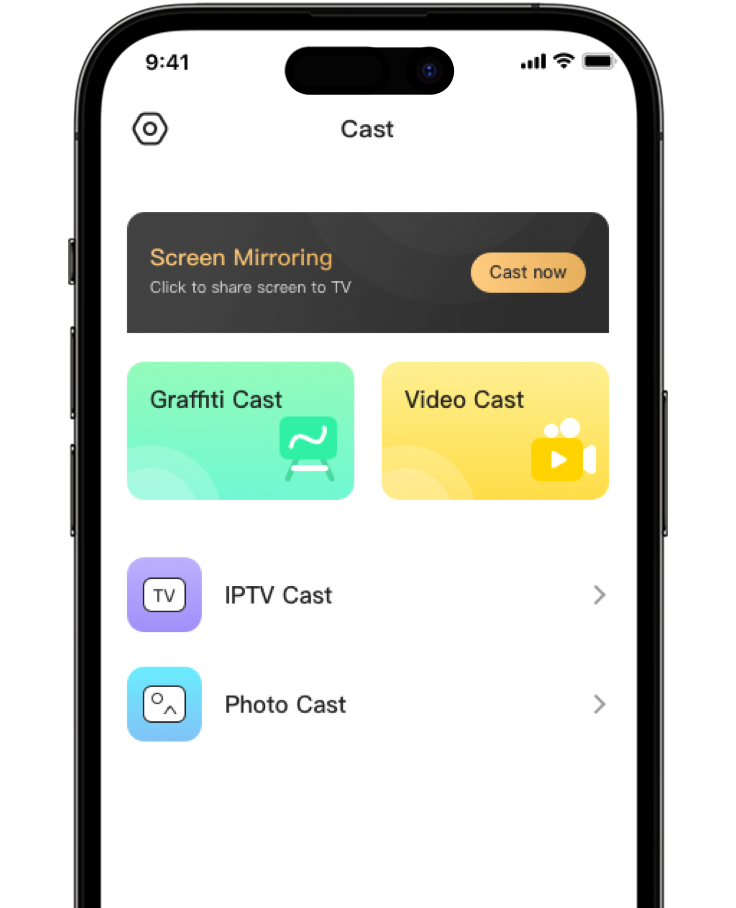 9:41
Cast
Screen Mirroring
Click to share screen to TV
Cast now
Graffiti Cast
Video Cast
TV
IPTV Cast
Photo Cast